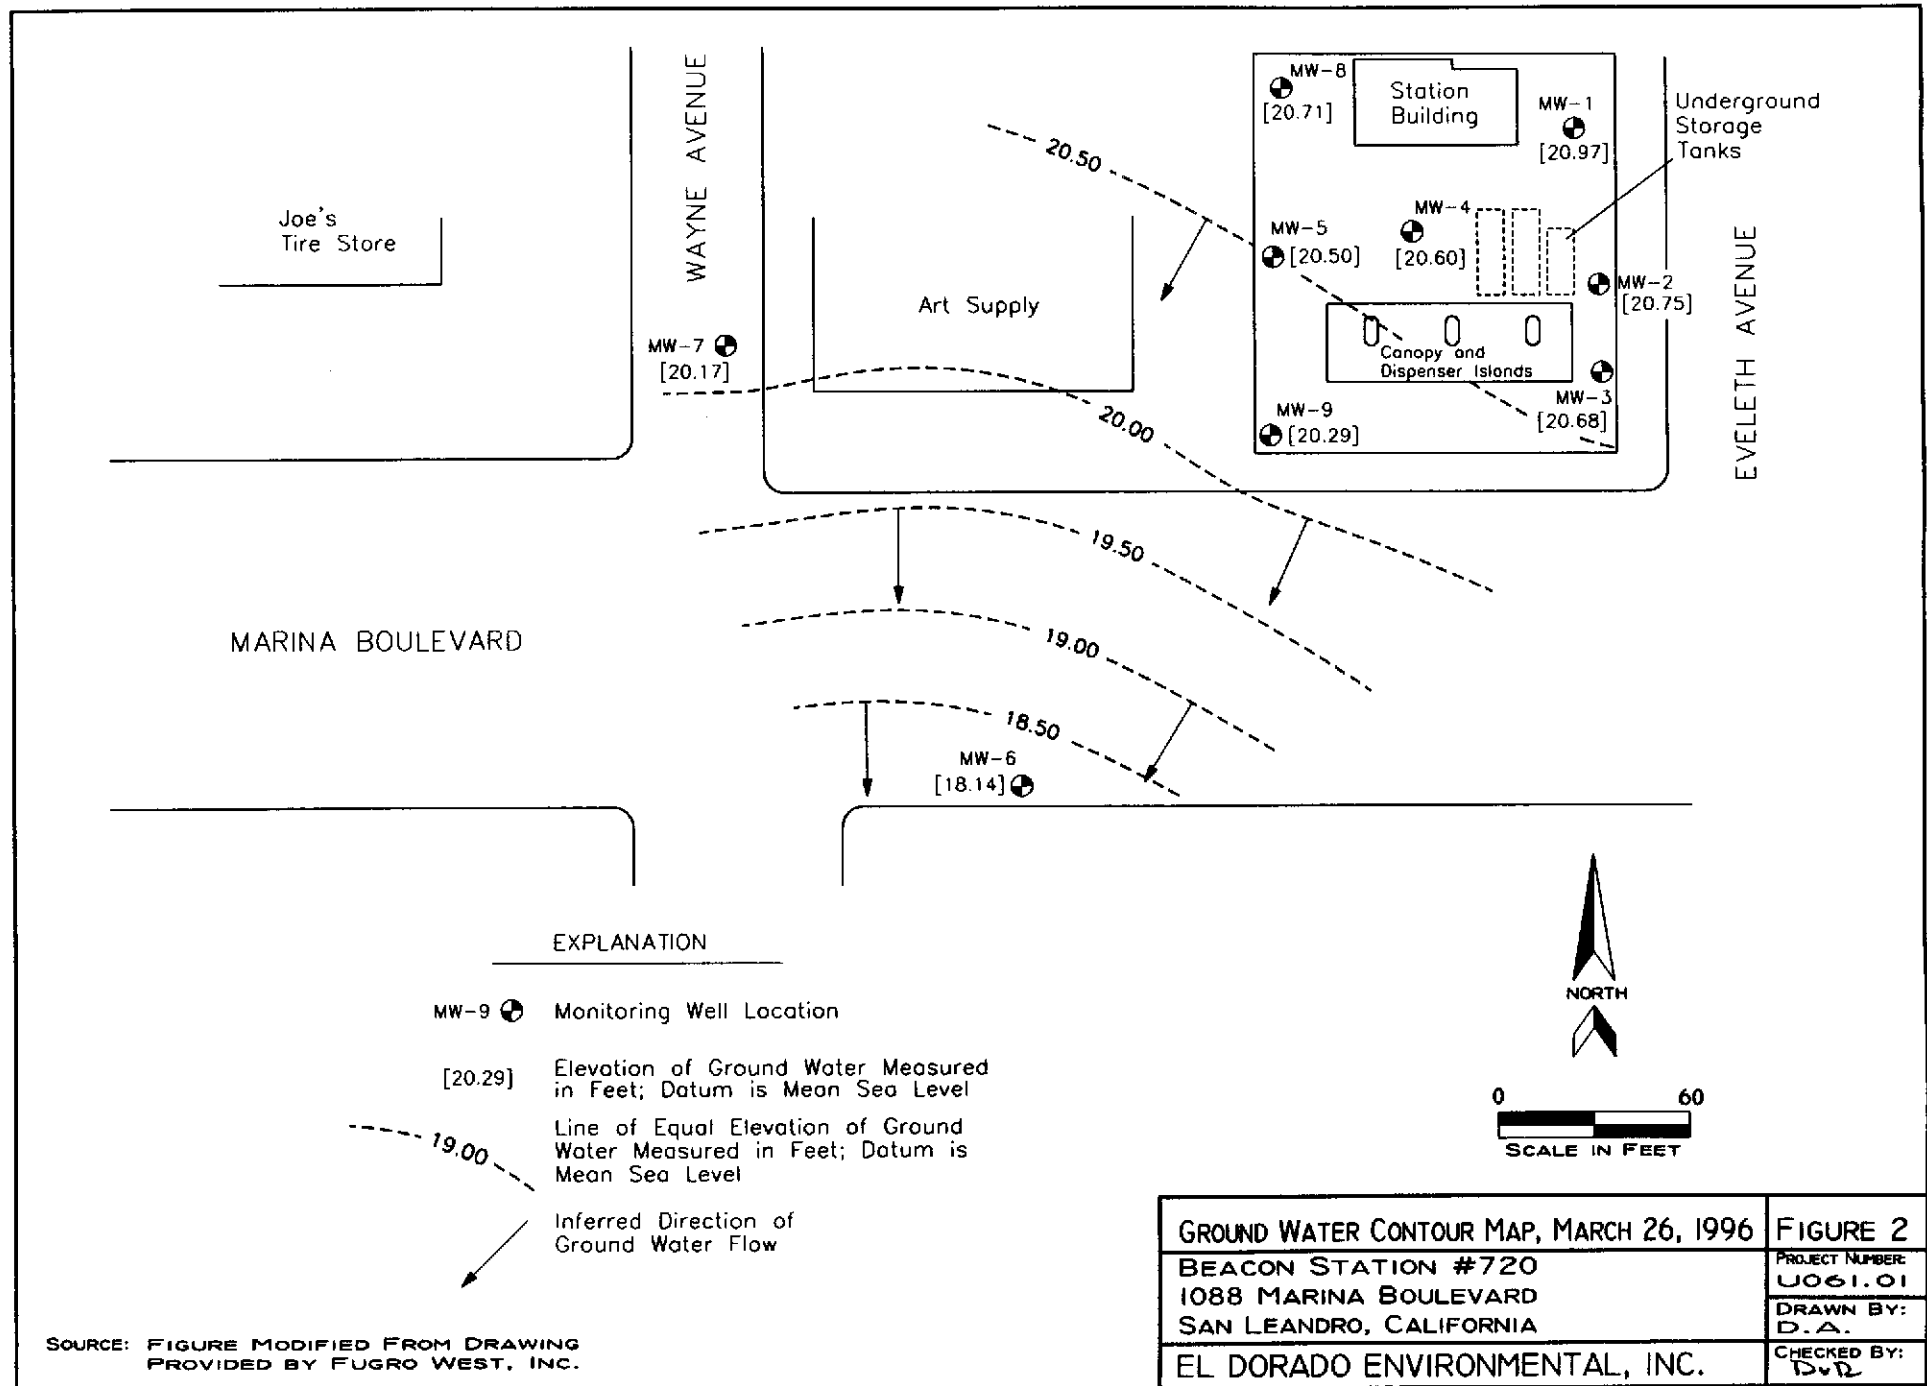 WAYNE AVENUE
MW-8
[20.71]
Station
Building
MW-1
[20.97]
Underground
Storage
Tanks
20.50
Joe's
Tire Store
MW-5
[20.50]
MW-4
[20.60]
MW-2
[20.75]
EVELETH AVENUE
Art Supply
MW-7
[20.17]
Canopy and
Dispenser Islands
MW-3
[20.68]
MW-9
[20.29]
20.00
19.50
MARINA BOULEVARD
19.00
18.50
MW-6
[18.14]
EXPLANATION
MW-9 Monitoring Well Location
[20.29] Elevation of Ground Water Measured
in Feet; Datum is Mean Sea Level
19.00
Line of Equal Elevation of Ground
Water Measured in Feet; Datum is
Mean Sea Level
Inferred Direction of
Ground Water Flow
NORTH
0 60
SCALE IN FEET
GROUND WATER CONTOUR MAP, MARCH 26, 1996
FIGURE 2
BEACON STATION #720
1088 MARINA BOULEVARD
SAN LEANDRO, CALIFORNIA
PROJECT NUMBER:
U061.01
DRAWN BY:
D.A.
EL DORADO ENVIRONMENTAL, INC.
CHECKED BY:
SOURCE: FIGURE MODIFIED FROM DRAWING
PROVIDED BY FUGRO WEST, INC.